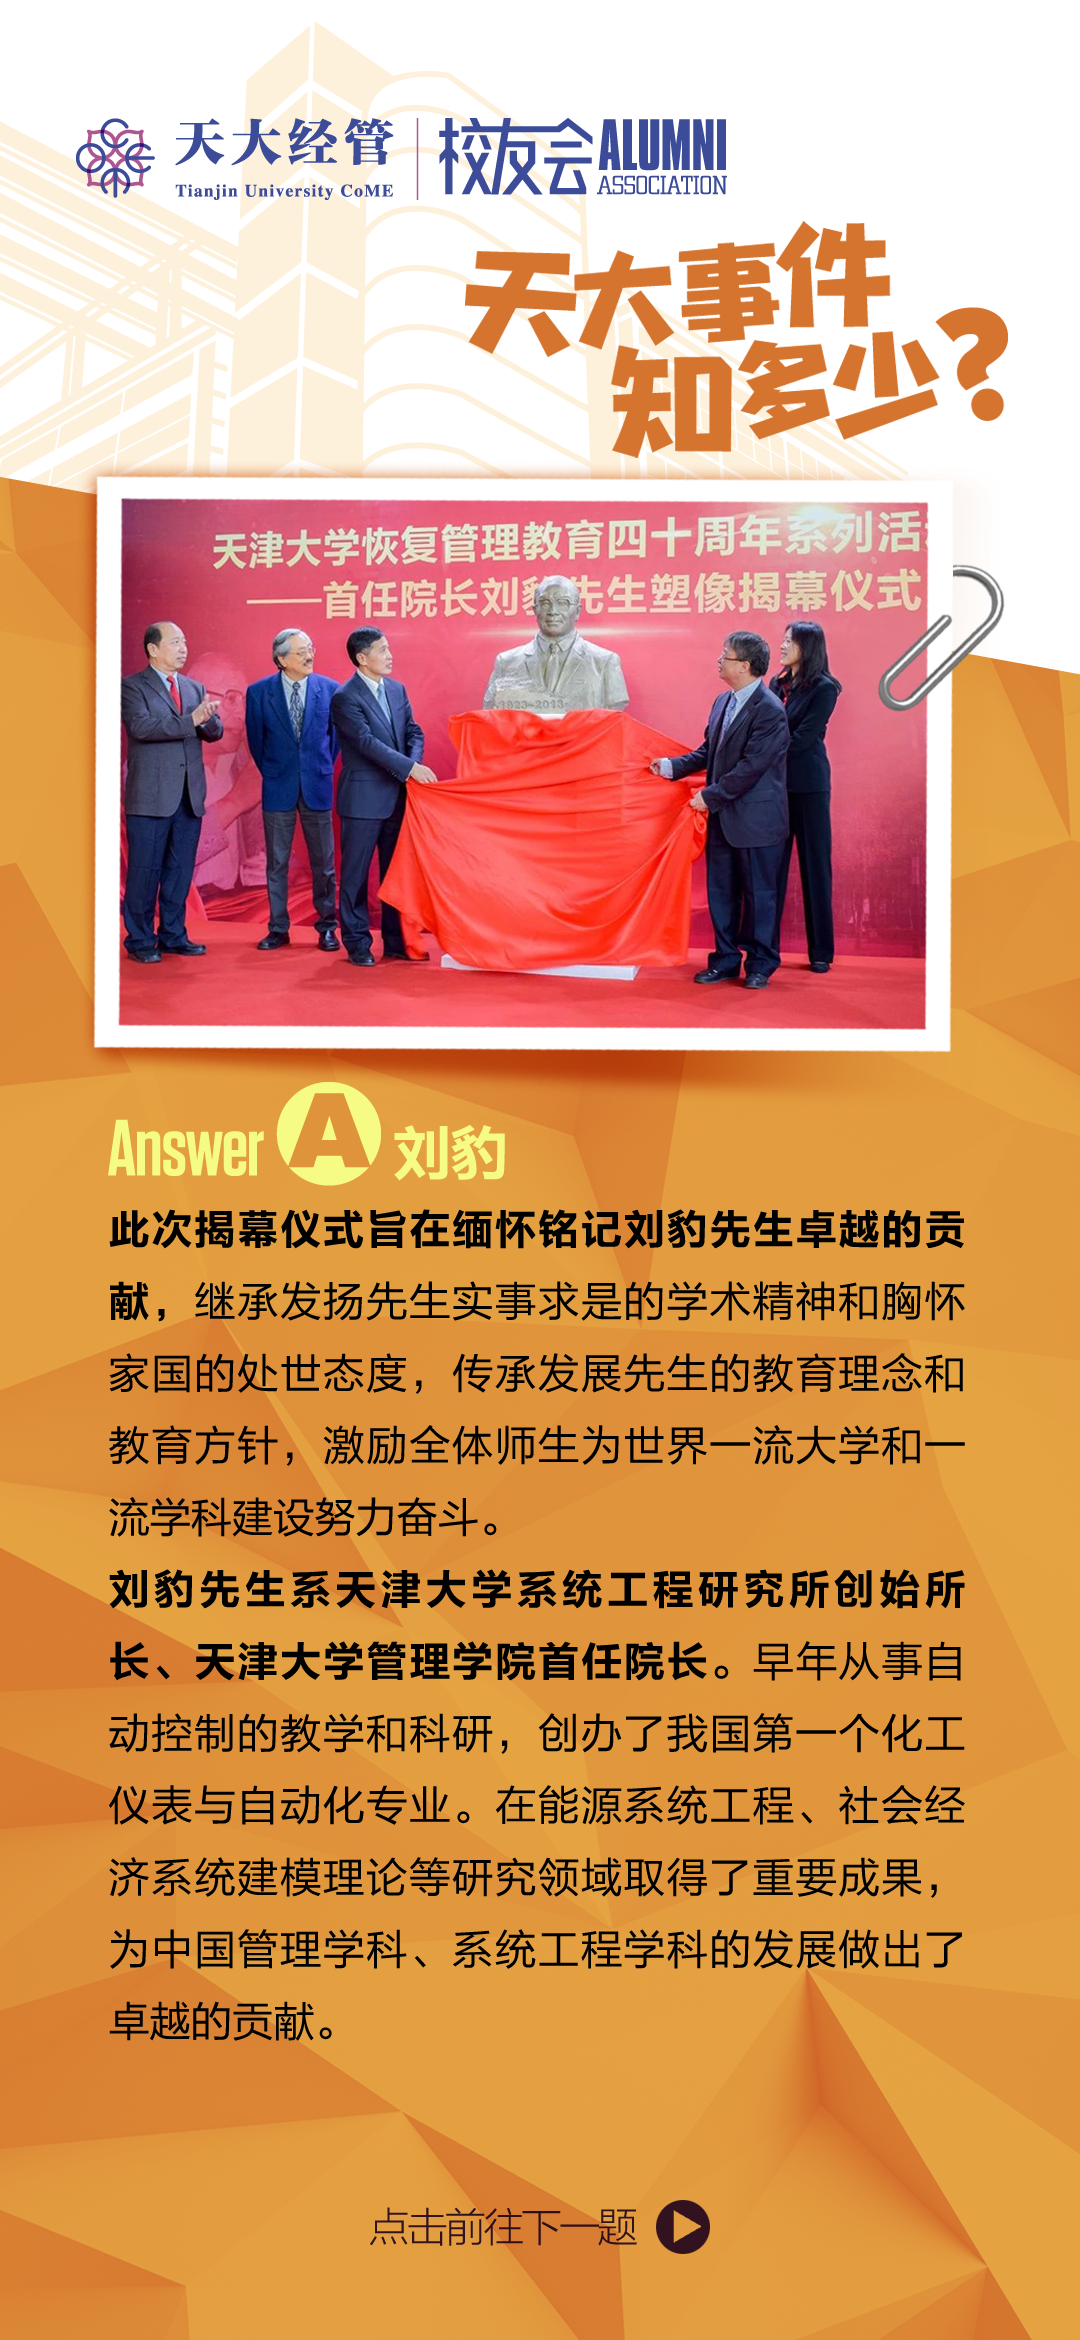 天大经管
Tianjin University CoME
校友会 ALUMNI
ASSOCIATION
天大事件
知多少?
天津大学恢复管理教育四十周年系列活
——首任院长刘豹先生塑像揭幕仪式
1923-2013
Answer A 刘豹
此次揭幕仪式旨在缅怀铭记刘豹先生卓越的贡
献，继承发扬先生实事求是的学术精神和胸怀
家国的处世态度，传承发展先生的教育理念和
教育方针，激励全体师生为世界一流大学和一
流学科建设努力奋斗。
刘豹先生系天津大学系统工程研究所创始所
长、天津大学管理学院首任院长。早年从事自
动控制的教学和科研，创办了我国第一个化工
仪表与自动化专业。在能源系统工程、社会经
济系统建模理论等研究领域取得了重要成果，
为中国管理学科、系统工程学科的发展做出了
卓越的贡献。
点击前往下一题